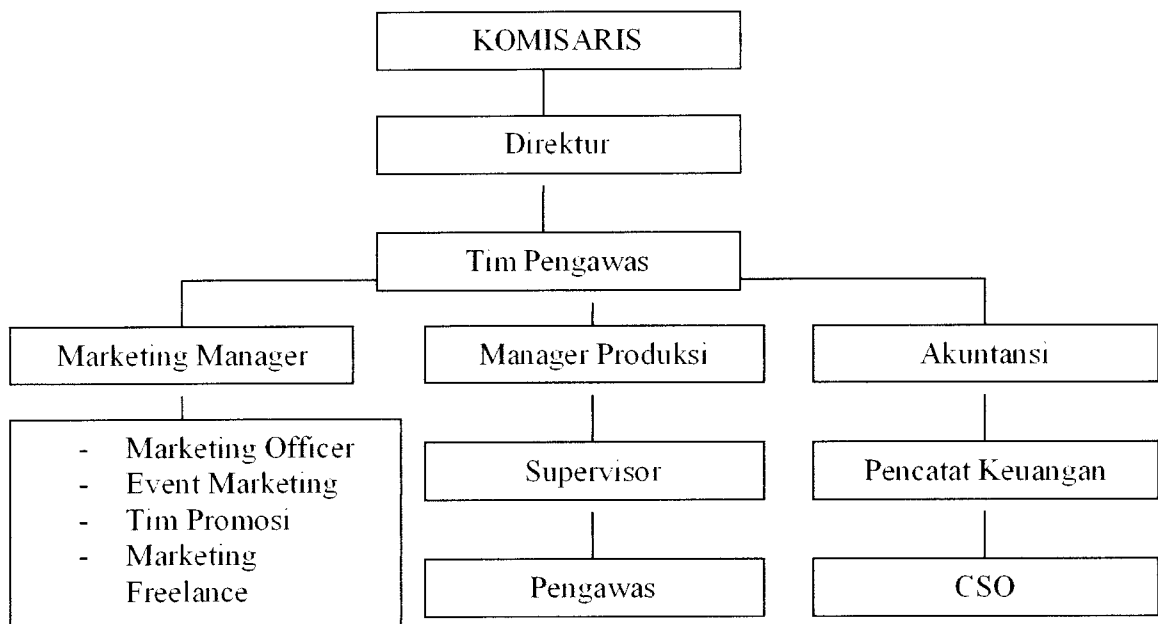 KOMISARIS
Direktur
Tim Pengawas
Marketing Manager
Manager Produksi
Akuntansi
- Marketing Officer
- Event Marketing
- Tim Promosi
- Marketing
Freelance
Supervisor
Pencatat Keuangan
Pengawas
CSO